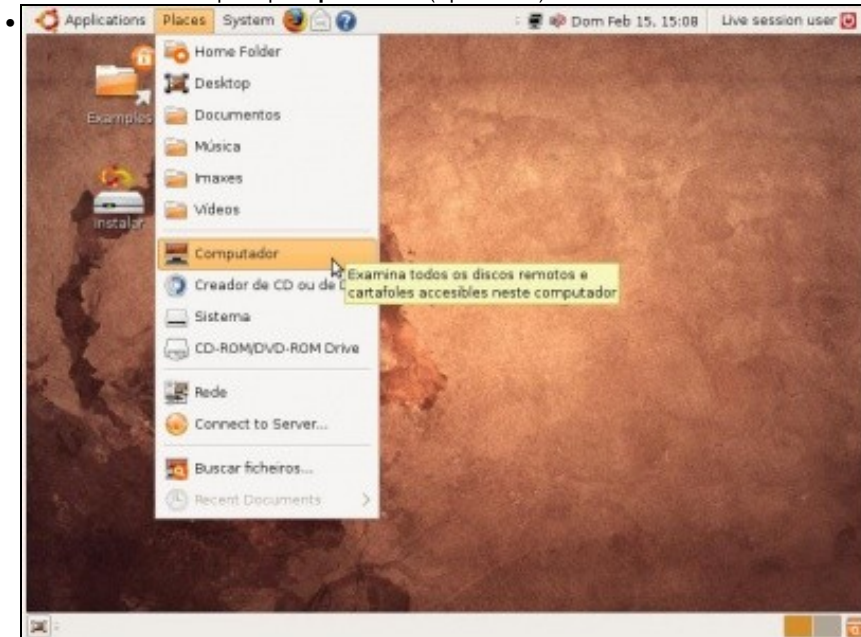 Applications Places System Dom Feb 15, 15:08 Live session user
Examples
Instalar
Home Folder
Desktop
Documentos
Música
Imaxes
Vídeos
Computador
Creador de CD ou de
Sistema
CD-ROM/DVD-ROM Drive
Rede
Connect to Server...
Buscar ficheiros...
Recent Documents
Examina todos os discos remotos e
cartafoles accesibles neste computador